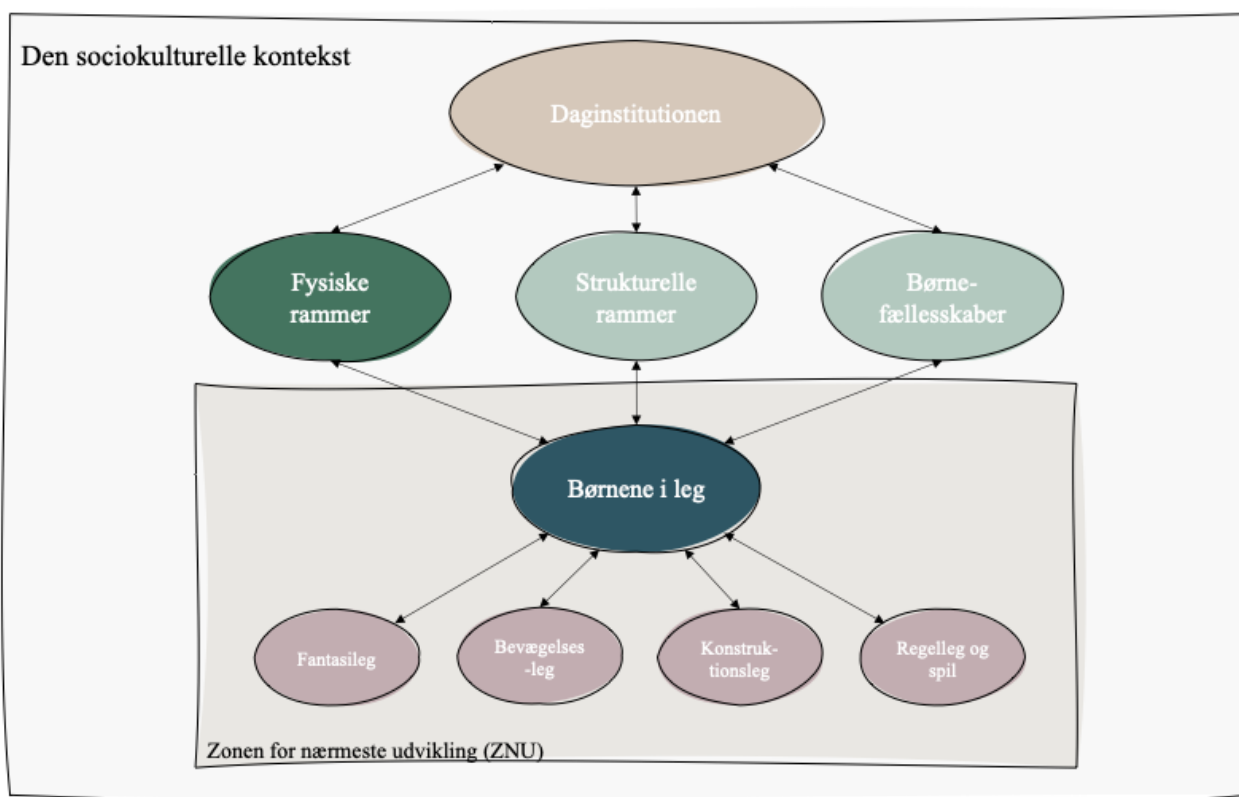 Den sociokulturelle kontekst
Daginstitutionen
Fysiske
rammer
Strukturelle
rammer
Børne-
fællesskaber
Børnene i leg
Fantasileg
Bevægelses
-leg
Konstruk-
tionsleg
Regelleg og
spil
Zonen for nærmeste udvikling (ZNU)